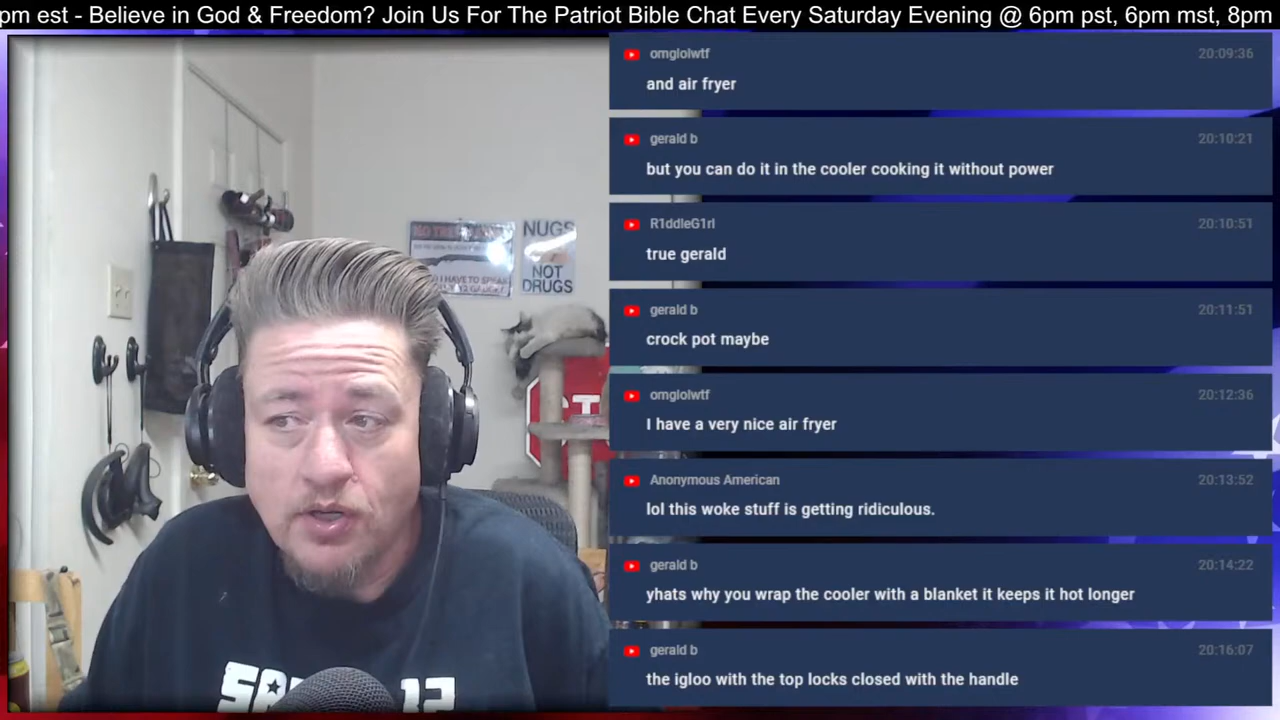 pm est - Believe in God & Freedom? Join Us For The Patriot Bible Chat Every Saturday Evening @ 6pm pst, 6pm mst, 8pm
omglolwtf 20:09:36
and air fryer
gerald b 20:10:21
but you can do it in the cooler cooking it without power
R1ddleG1rl 20:10:51
true gerald
gerald b 20:11:51
crock pot maybe
omglolwtf 20:12:36
I have a very nice air fryer
Anonymous American 20:13:52
lol this woke stuff is getting ridiculous.
gerald b 20:14:22
yhats why you wrap the cooler with a blanket it keeps it hot longer
gerald b 20:16:07
the igloo with the top locks closed with the handle
NUGS
NOT
DRUGS
I HAVE TO SPEAK